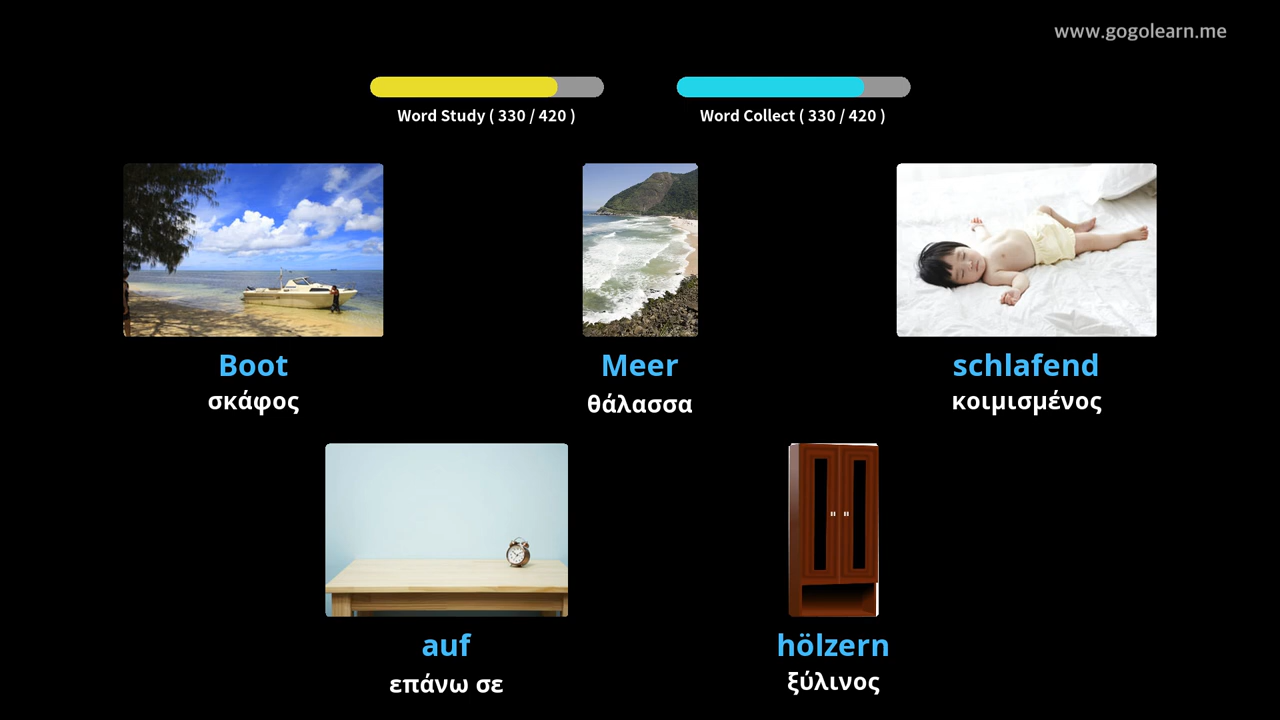 www.gogolearn.me
Word Study ( 330 / 420 )
Word Collect ( 330 / 420 )
Boot
σκάφος
Meer
θάλασσα
schlafend
κοιμισμένος
auf
επάνω σε
hölzern
ξύλινος